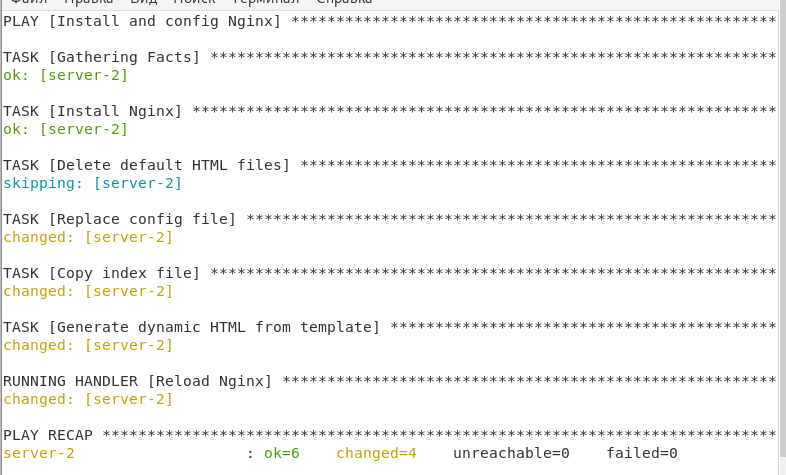 Файл Правка Вид Поиск Терминал Справка
PLAY [Install and config Nginx] ******************************************************
TASK [Gathering Facts] ***************************************************************
ok: [server-2]
TASK [Install Nginx] *****************************************************************
ok: [server-2]
TASK [Delete default HTML files] *****************************************************
skipping: [server-2]
TASK [Replace config file] ***********************************************************
changed: [server-2]
TASK [Copy index file] ***************************************************************
changed: [server-2]
TASK [Generate dynamic HTML from template] *******************************************
changed: [server-2]
RUNNING HANDLER [Reload Nginx] *******************************************************
changed: [server-2]
PLAY RECAP ***************************************************************************
server-2                   : ok=6    changed=4    unreachable=0    failed=0